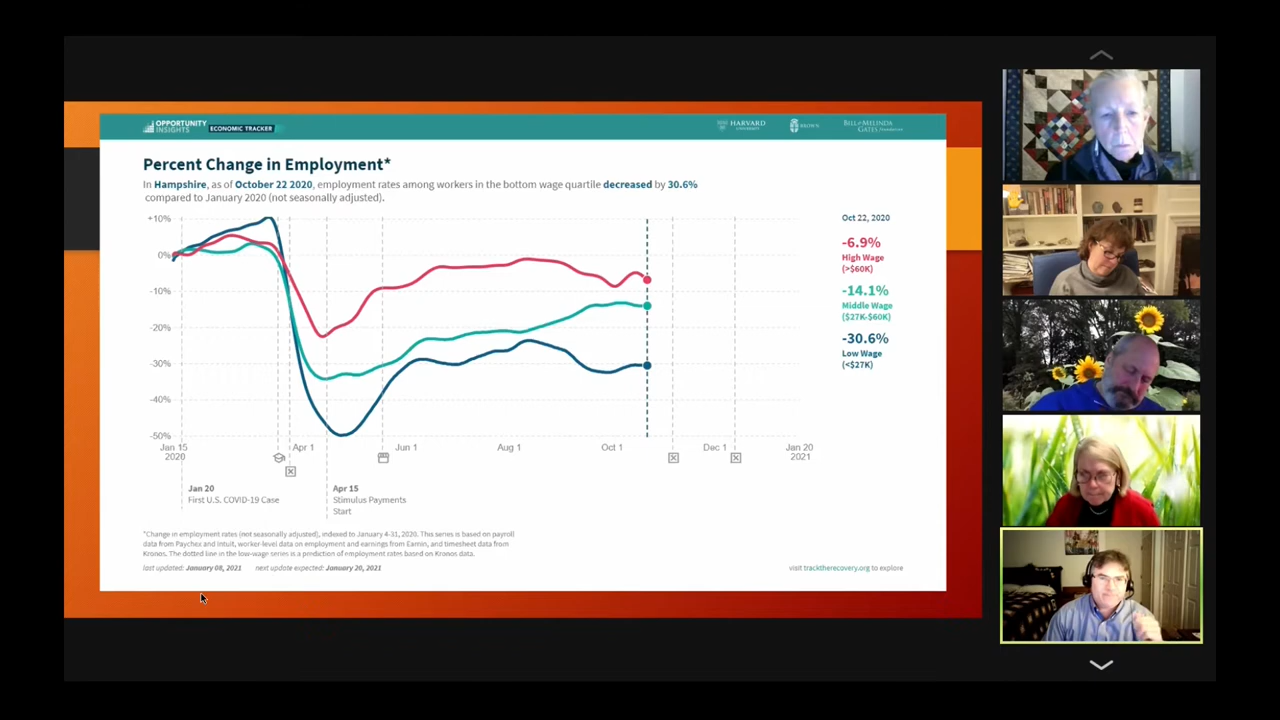 OPPORTUNITY
INSIGHTS
ECONOMIC TRACKER
HARVARD
UNIVERSITY
BROWN
BILL & MELINDA
GATES foundation
Percent Change in Employment*
In Hampshire, as of October 22 2020, employment rates among workers in the bottom wage quartile decreased by 30.6%
compared to January 2020 (not seasonally adjusted).
+10%
0%
-10%
-20%
-30%
-40%
-50%
Jan 15
2020
Apr 1
Jun 1
Aug 1
Oct 1
Dec 1
Jan 20
2021
Oct 22, 2020
-6.9%
High Wage
(>$60K)
-14.1%
Middle Wage
($27K-$60K)
-30.6%
Low Wage
(<$27K)
Jan 20
First U.S. COVID-19 Case
Apr 15
Stimulus Payments
Start
*Change in employment rates (not seasonally adjusted), indexed to January 4-31, 2020. This series is based on payroll
data from Paychex and Intuit, worker-level data on employment and earnings from Earnin, and timesheet data from
Kronos. The dotted line in the low-wage series is a prediction of employment rates based on Kronos data.
last updated: January 08, 2021 next update expected: January 20, 2021
visit tracktherecovery.org to explore